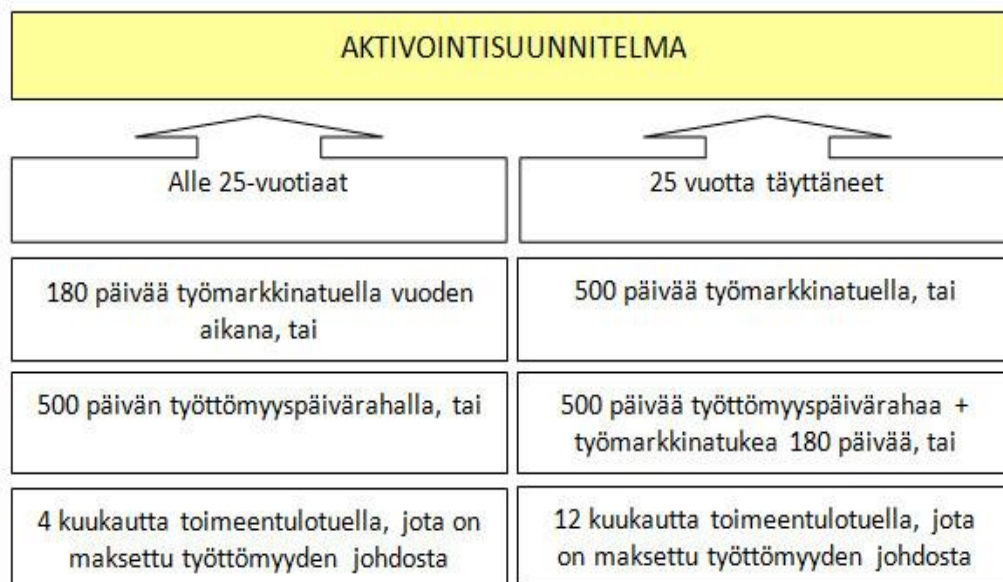 AKTIVOINTISUUNNITELMA
Alle 25-vuotiaat
180 päivää työmarkkinatuella vuoden
aikana, tai
500 päivän työttömyyspäivärahalla, tai
4 kuukautta toimeentulotuella, jota on
maksettu työttömyyden johdosta
25 vuotta täyttäneet
500 päivää työmarkkinatuella, tai
500 päivää työttömyyspäivärahaa +
työmarkkinatukea 180 päivää, tai
12 kuukautta toimeentulotuella, jota
on maksettu työttömyyden johdosta